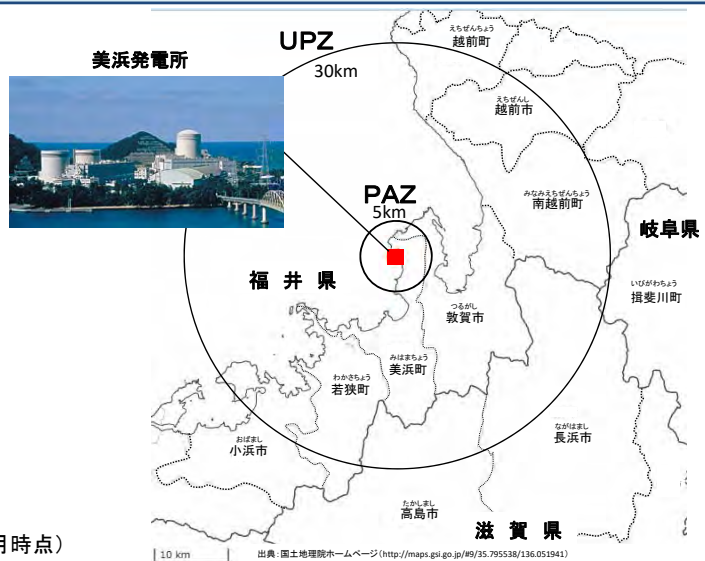 美浜発電所
UPZ
30km
えちぜんちょう
越前町
えちぜんし
越前市
みなみえちぜんちょう
南越前町
PAZ
5km
岐阜県
福井県
いびがわちょう
揖斐川町
つるがし
敦賀市
みはまちょう
美浜町
わかさちょう
若狭町
おばまし
小浜市
ながはまし
長浜市
たかしまし
高島市
滋賀県
月時点）
10 km
出典：国土地理院ホームページ（http://maps.gsi.go.jp/#9/35.795538/136.051941）